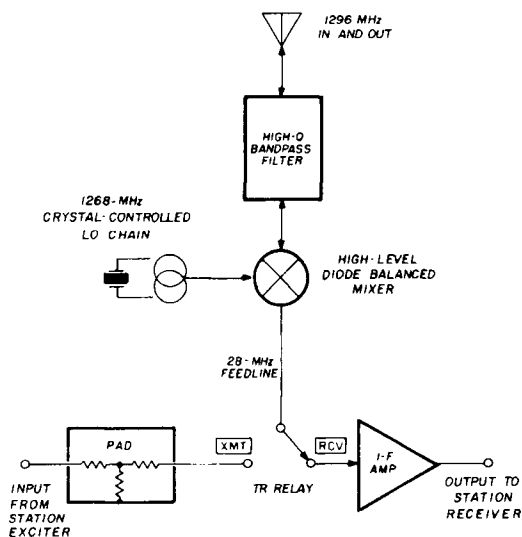 1296 MHz
IN AND OUT
HIGH-Q
BANDPASS
FILTER
1268-MHz
CRYSTAL-CONTROLLED
LO CHAIN
HIGH-LEVEL
DIODE BALANCED
MIXER
28-MHz
FEEDLINE
PAD
XMT
RCV
I-F
AMP
INPUT
FROM
STATION
EXCITER
TR RELAY
OUTPUT TO
STATION
RECEIVER